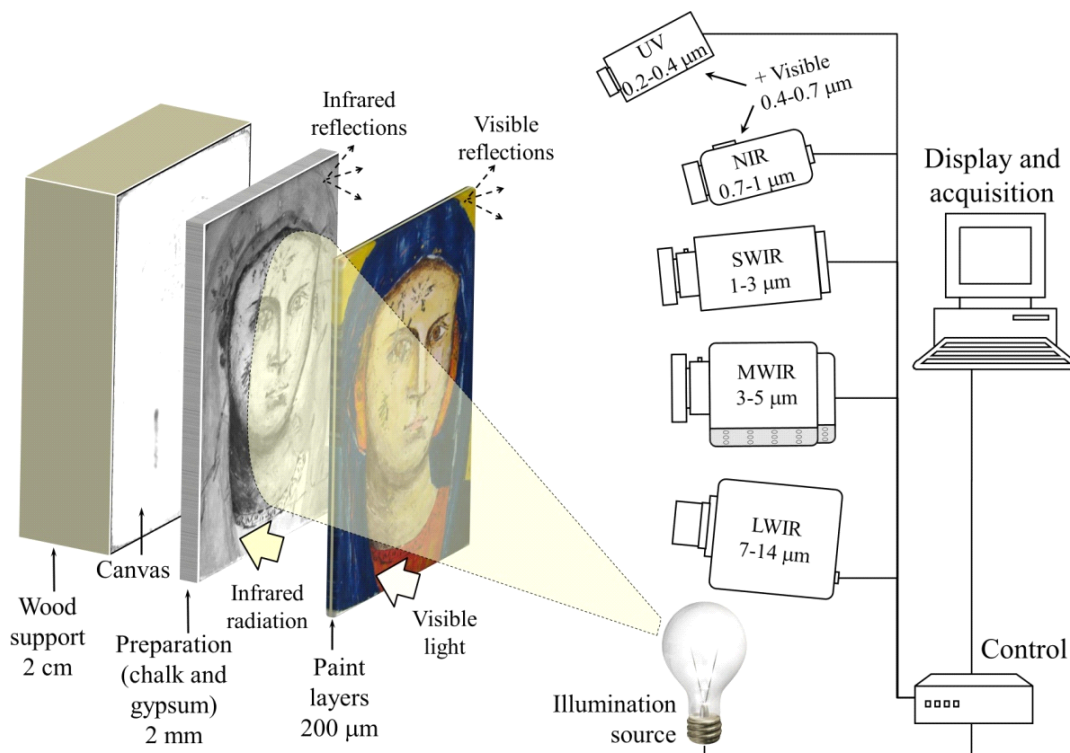 UV
0.2-0.4 μm
+ Visible
0.4-0.7 μm
Infrared
reflections
Visible
reflections
NIR
0.7-1 μm
Display and
acquisition
SWIR
1-3 μm
MWIR
3-5 μm
LWIR
7-14 μm
Canvas
Wood
support
2 cm
Infrared
radiation
Visible
light
Preparation
(chalk and
gypsum)
2 mm
Paint
layers
200 μm
Illumination
source
Control